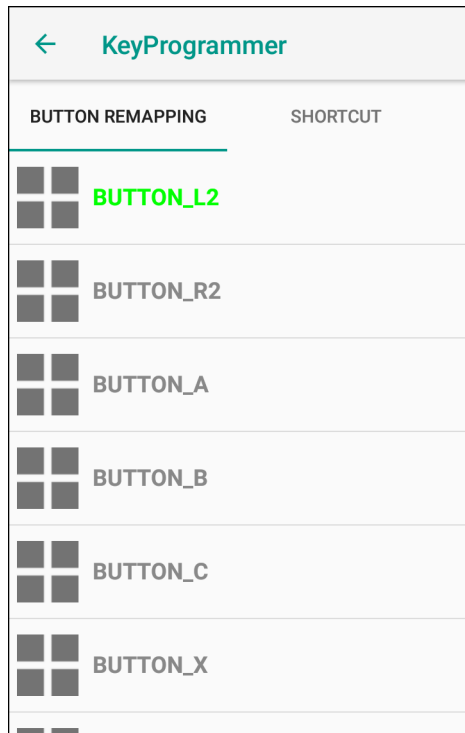 KeyProgrammer
BUTTON REMAPPING SHORTCUT
BUTTON_L2
BUTTON_R2
BUTTON_A
BUTTON_B
BUTTON_C
BUTTON_X